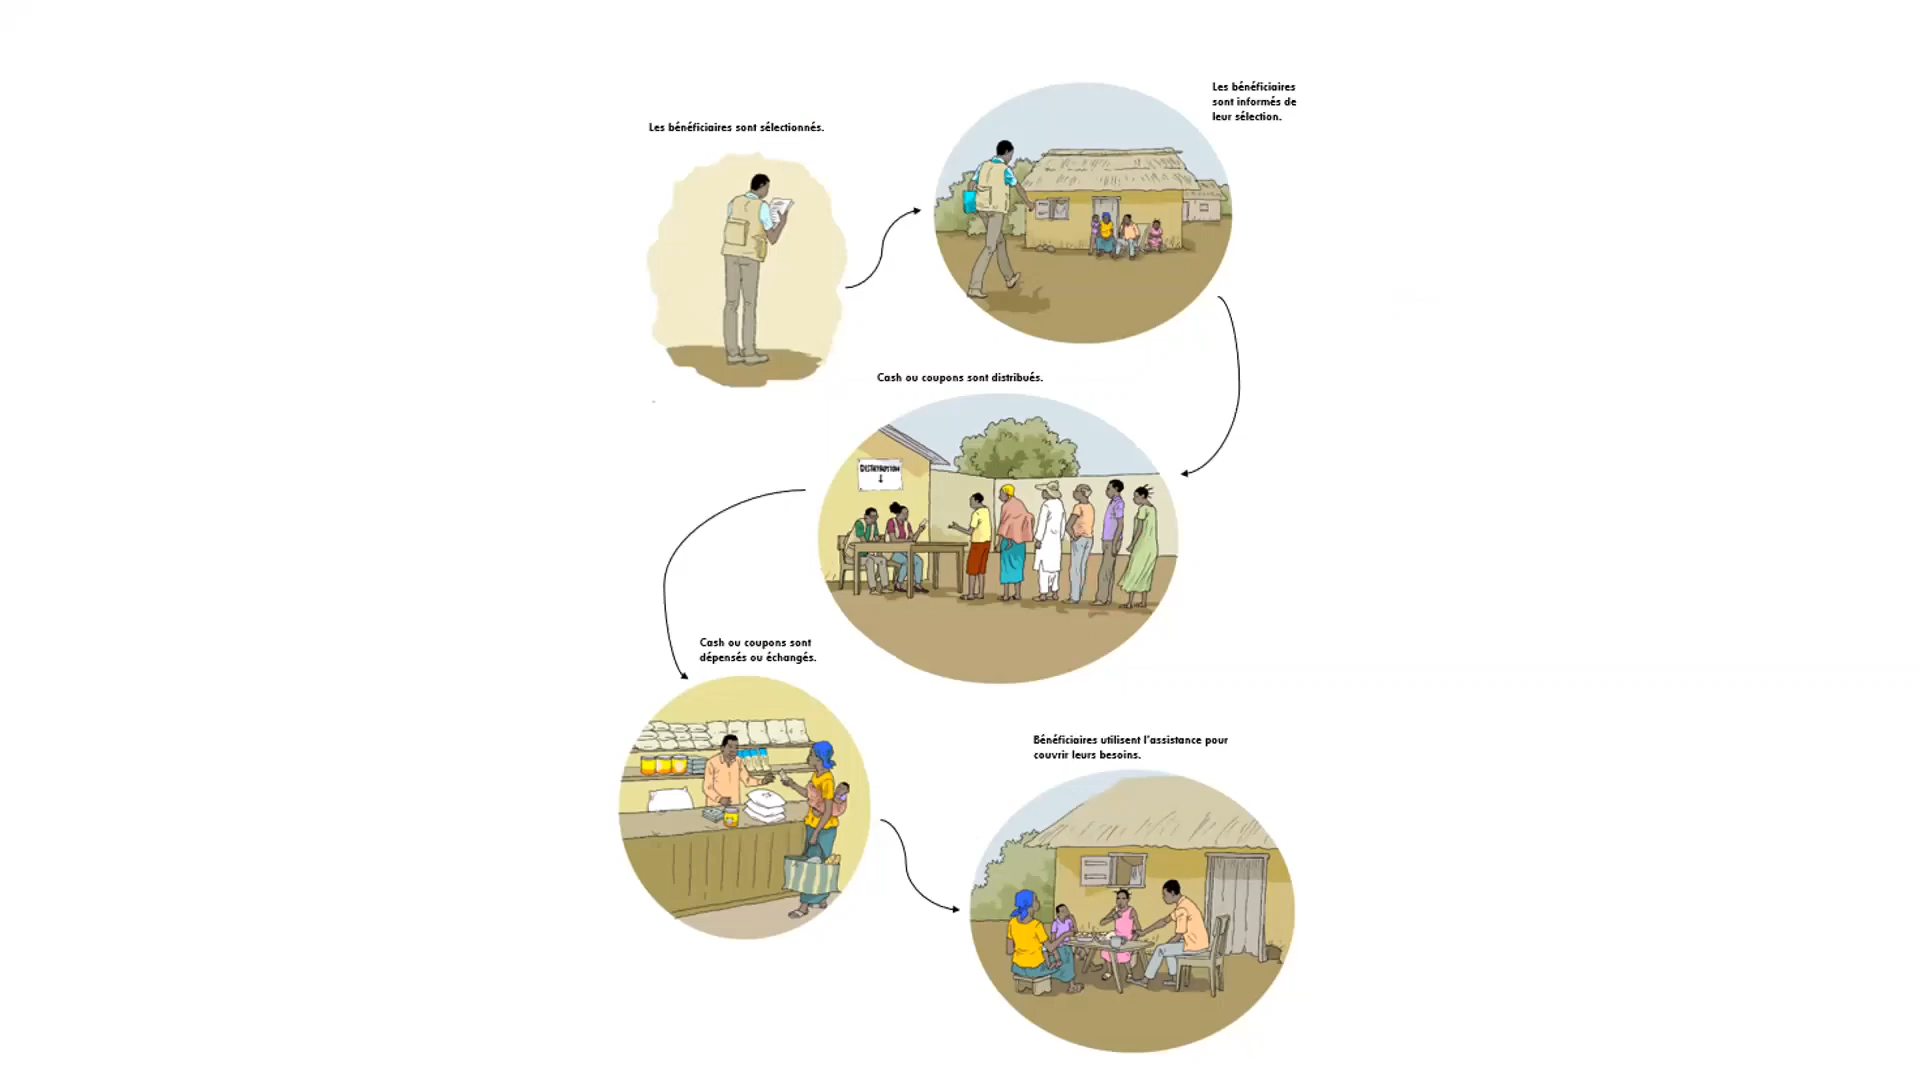 Les bénéficiaires sont sélectionnés.
Les bénéficiaires
sont informés de
leur sélection.
Cash ou coupons sont distribués.
DISTRIBUTION
↓
Cash ou coupons sont
dépensés ou échangés.
Bénéficiaires utilisent l'assistance pour
couvrir leurs besoins.